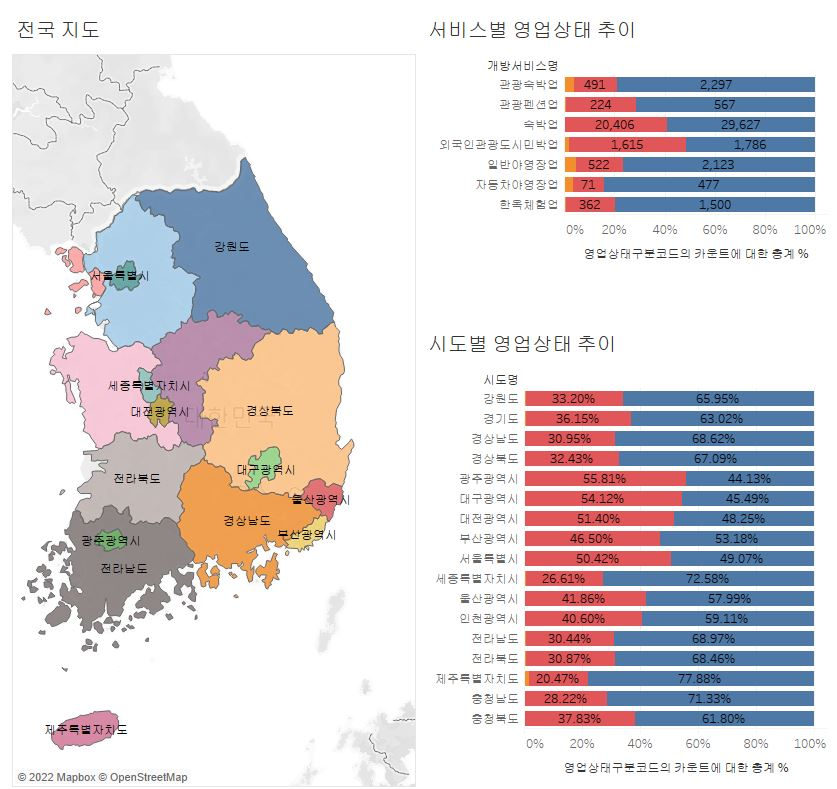 전국 지도
강원도
서울특별시
세종특별자치시
대전광역시
대한민국
경상북도
전라북도
대구광역시
울산광역시
경상남도
부산광역시
광주광역시
전라남도
제주특별자치도
© 2022 Mapbox © OpenStreetMap
서비스별 영업상태 추이
개방서비스명
관광숙박업 491 2,297
관광펜션업 224 567
숙박업 20,406 29,627
외국인관광도시민박업 1,615 1,786
일반야영장업 522 2,123
자동차야영장업 71 477
한옥체험업 362 1,500
0% 20% 40% 60% 80% 100%
영업상태구분코드의 카운트에 대한 총계 %
시도별 영업상태 추이
시도명
강원도 33.20% 65.95%
경기도 36.15% 63.02%
경상남도 30.95% 68.62%
경상북도 32.43% 67.09%
광주광역시 55.81% 44.13%
대구광역시 54.12% 45.49%
대전광역시 51.40% 48.25%
부산광역시 46.50% 53.18%
서울특별시 50.42% 49.07%
세종특별자치시 26.61% 72.58%
울산광역시 41.86% 57.99%
인천광역시 40.60% 59.11%
전라남도 30.44% 68.97%
전라북도 30.87% 68.46%
제주특별자치도 20.47% 77.88%
충청남도 28.22% 71.33%
충청북도 37.83% 61.80%
0% 20% 40% 60% 80% 100%
영업상태구분코드의 카운트에 대한 총계 %